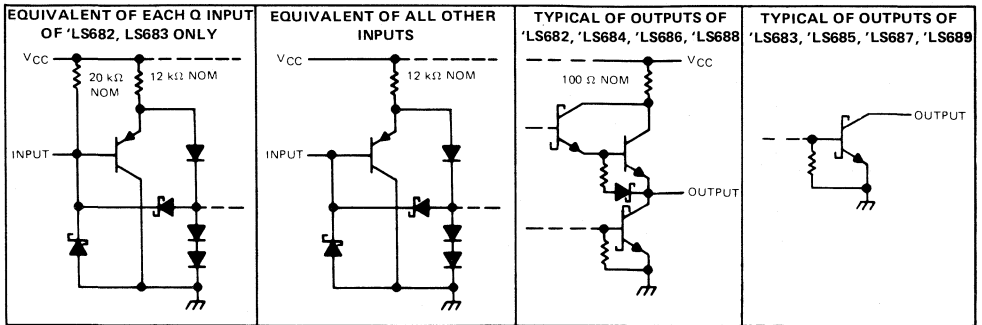 EQUIVALENT OF EACH Q INPUT
OF 'LS682, LS683 ONLY
VCC
20 kΩ
NOM
12 kΩ NOM
INPUT
EQUIVALENT OF ALL OTHER
INPUTS
VCC
12 kΩ NOM
INPUT
TYPICAL OF OUTPUTS OF
'LS682, 'LS684, 'LS686, 'LS688
VCC
100 Ω NOM
OUTPUT
TYPICAL OF OUTPUTS OF
'LS683, 'LS685, 'LS687, 'LS689
OUTPUT